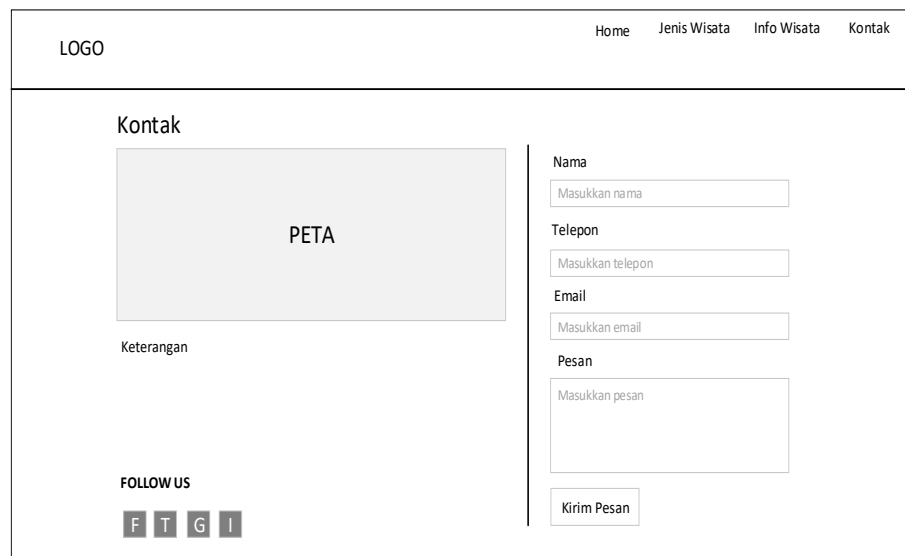 LOGO
Home Jenis Wisata Info Wisata Kontak
Kontak
PETA
Keterangan
FOLLOW US
F T G I
Nama
Masukkan nama
Telepon
Masukkan telepon
Email
Masukkan email
Pesan
Masukkan pesan
Kirim Pesan